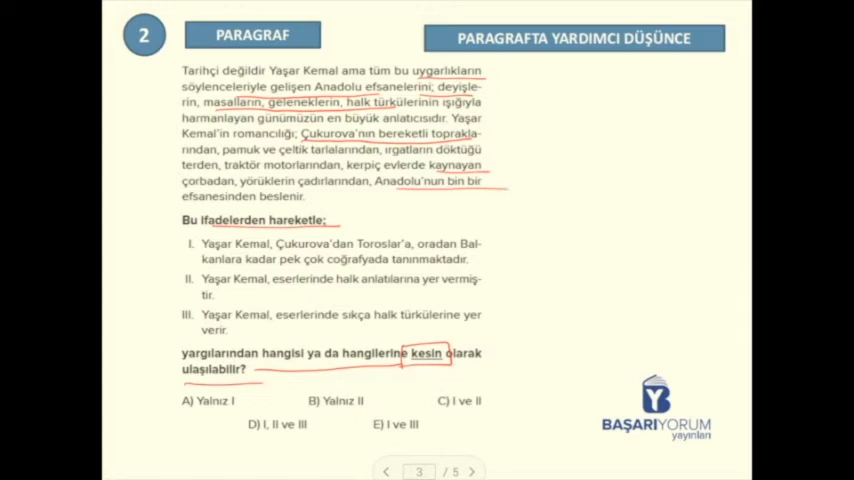 2
PARAGRAF
PARAGRAFTA YARDIMCI DÜŞÜNCE
Tarihçi değildir Yaşar Kemal ama tüm bu uygarlıkların
söylenceleriyle gelişen Anadolu efsanelerini; deyişle-
rin, masalların, geleneklerin, halk türkülerinin ışığıyla
harmanlayan günümüzün en büyük anlatıcısıdır. Yaşar
Kemal'in romancılığı; Çukurova'nın bereketli toprakla-
rından, pamuk ve çeltik tarlalarından, ırgatların döktüğü
terden, traktör motorlarından, kerpiç evlerde kaynayan
çorbadan, yörüklerin çadırlarından, Anadolu'nun bin bir
efsanesinden beslenir.
Bu ifadelerden hareketle;
I. Yaşar Kemal, Çukurova'dan Toroslar'a, oradan Bal-
kanlara kadar pek çok coğrafyada tanınmaktadır.
II. Yaşar Kemal, eserlerinde halk anlatılarına yer vermiş-
tir.
III. Yaşar Kemal, eserlerinde sıkça halk türkülerine yer
verir.
yargılarından hangisi ya da hangilerine kesin olarak
ulaşılabilir?
A) Yalnız I B) Yalnız II C) I ve II
D) I, II ve III E) I ve III
BAŞARIYORUM
yayınları
3 / 5